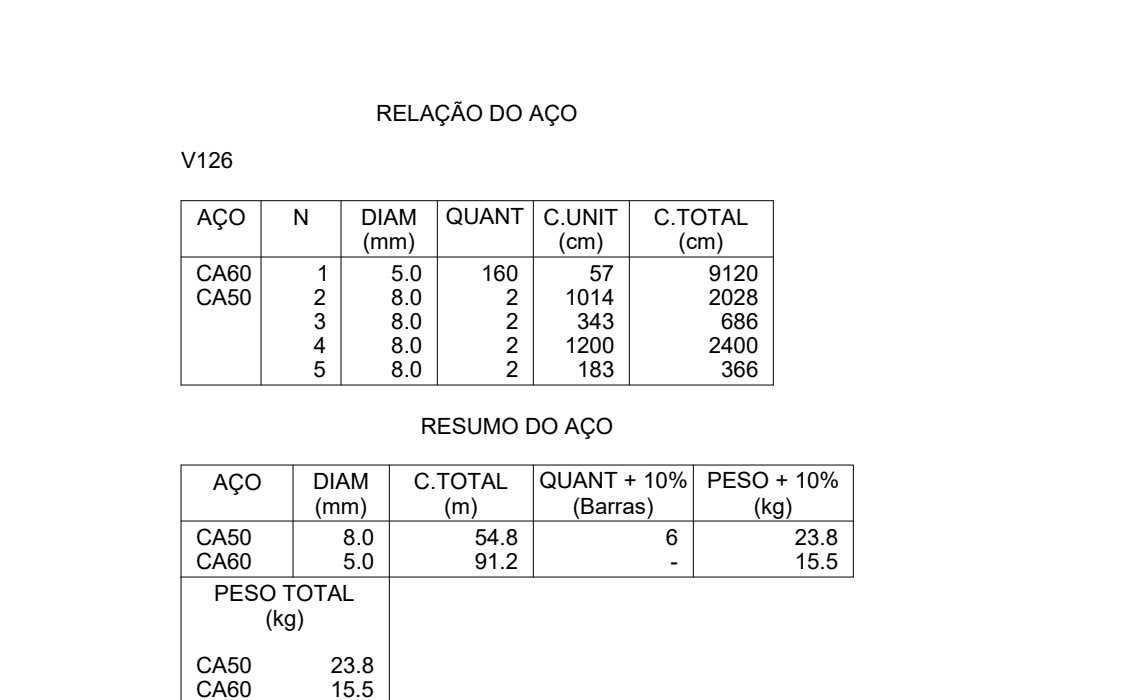 RELAÇÃO DO AÇO
V126
AÇO N DIAM QUANT C.UNIT C.TOTAL
(mm) (cm) (cm)
CA60 1 5.0 160 57 9120
CA50 2 8.0 2 1014 2028
3 8.0 2 343 686
4 8.0 2 1200 2400
5 8.0 2 183 366
RESUMO DO AÇO
AÇO DIAM C.TOTAL QUANT + 10% PESO + 10%
(mm) (m) (Barras) (kg)
CA50 8.0 54.8 6 23.8
CA60 5.0 91.2 - 15.5
PESO TOTAL
(kg)
CA50 23.8
CA60 15.5